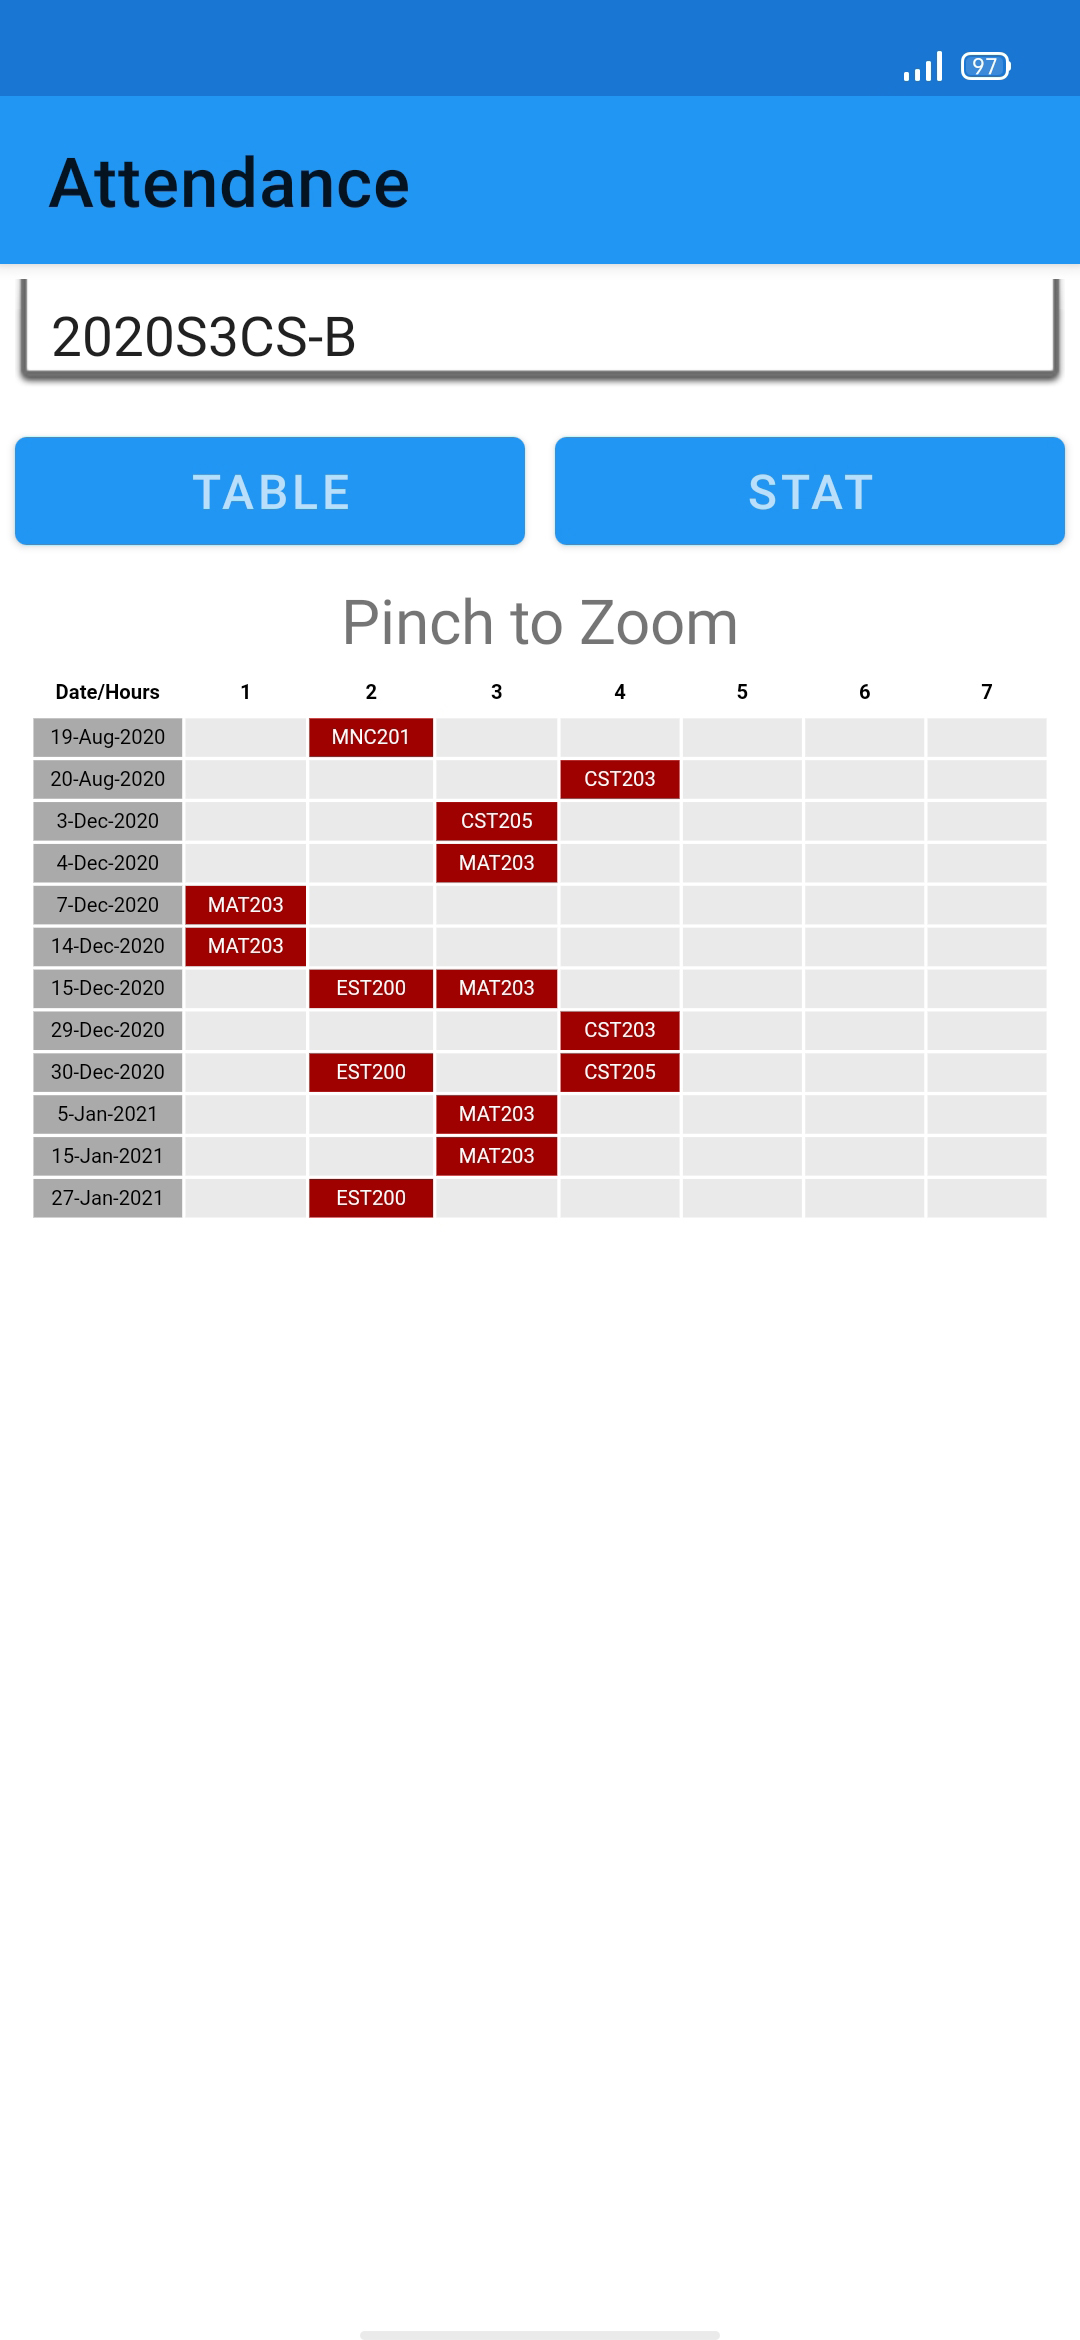 97
Attendance
2020S3CS-B
TABLE STAT
Pinch to Zoom
Date/Hours 1 2 3 4 5 6 7
19-Aug-2020 MNC201
20-Aug-2020 CST203
3-Dec-2020 CST205
4-Dec-2020 MAT203
7-Dec-2020 MAT203
14-Dec-2020 MAT203
15-Dec-2020 EST200 MAT203
29-Dec-2020 CST203
30-Dec-2020 EST200 CST205
5-Jan-2021 MAT203
15-Jan-2021 MAT203
27-Jan-2021 EST200